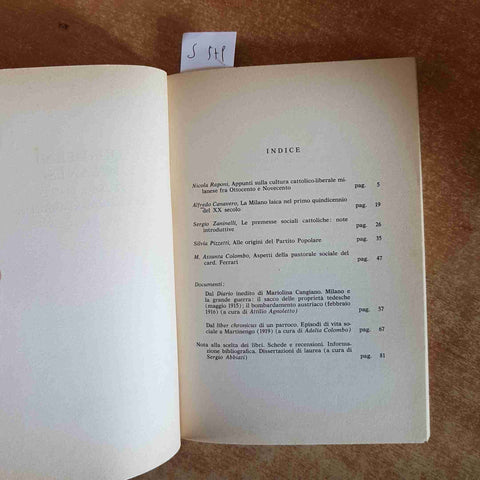 S 578
INDICE
Nicola Raponi, Appunti sulla cultura cattolico-liberale mi-
lanese fra Ottocento e Novecento pag. 5
Alfredo Canavero, La Milano laica nel primo quindicennio
del XX secolo pag. 19
Sergio Zaninelli, Le premesse sociali cattoliche: note
introduttive pag. 26
Silvia Pizzetti, Alle origini del Partito Popolare pag. 35
M. Assunta Colombo, Aspetti della pastorale sociale del
card. Ferrari pag. 47
Documenti:
Dal Diario inedito di Mariolina Cangiano. Milano e
la grande guerra: il sacco delle proprietà tedesche
(maggio 1915); il bombardamento austriaco (febbraio
1916) (a cura di Attilio Agnoletto) pag. 57
Dal liber chronicus di un parroco. Episodi di vita
sociale a Martinengo (1919) (a cura di Adelia Colombo) pag. 67
Nota alla scelta dei libri. Schede e recensioni. Informa-
zione bibliografica. Dissertazioni di laurea (a cura di
Sergio Abbiati) pag. 81